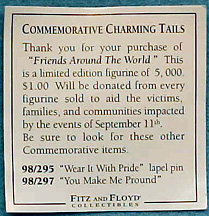 COMMEMORATIVE CHARMING TAILS
Thank you for your purchase of
"Friends Around The World" This
is a limited edition figurine of 5, 000.
$1.00 Will be donated from every
figurine sold to aid the victims,
families, and communities impacted
by the events of September 11th.
Be sure to look for these other
Commemorative items.
98/295 "Wear It With Pride" lapel pin
98/297 "You Make Me Pround"
FITZ AND FLOYD
COLLECTIBLES